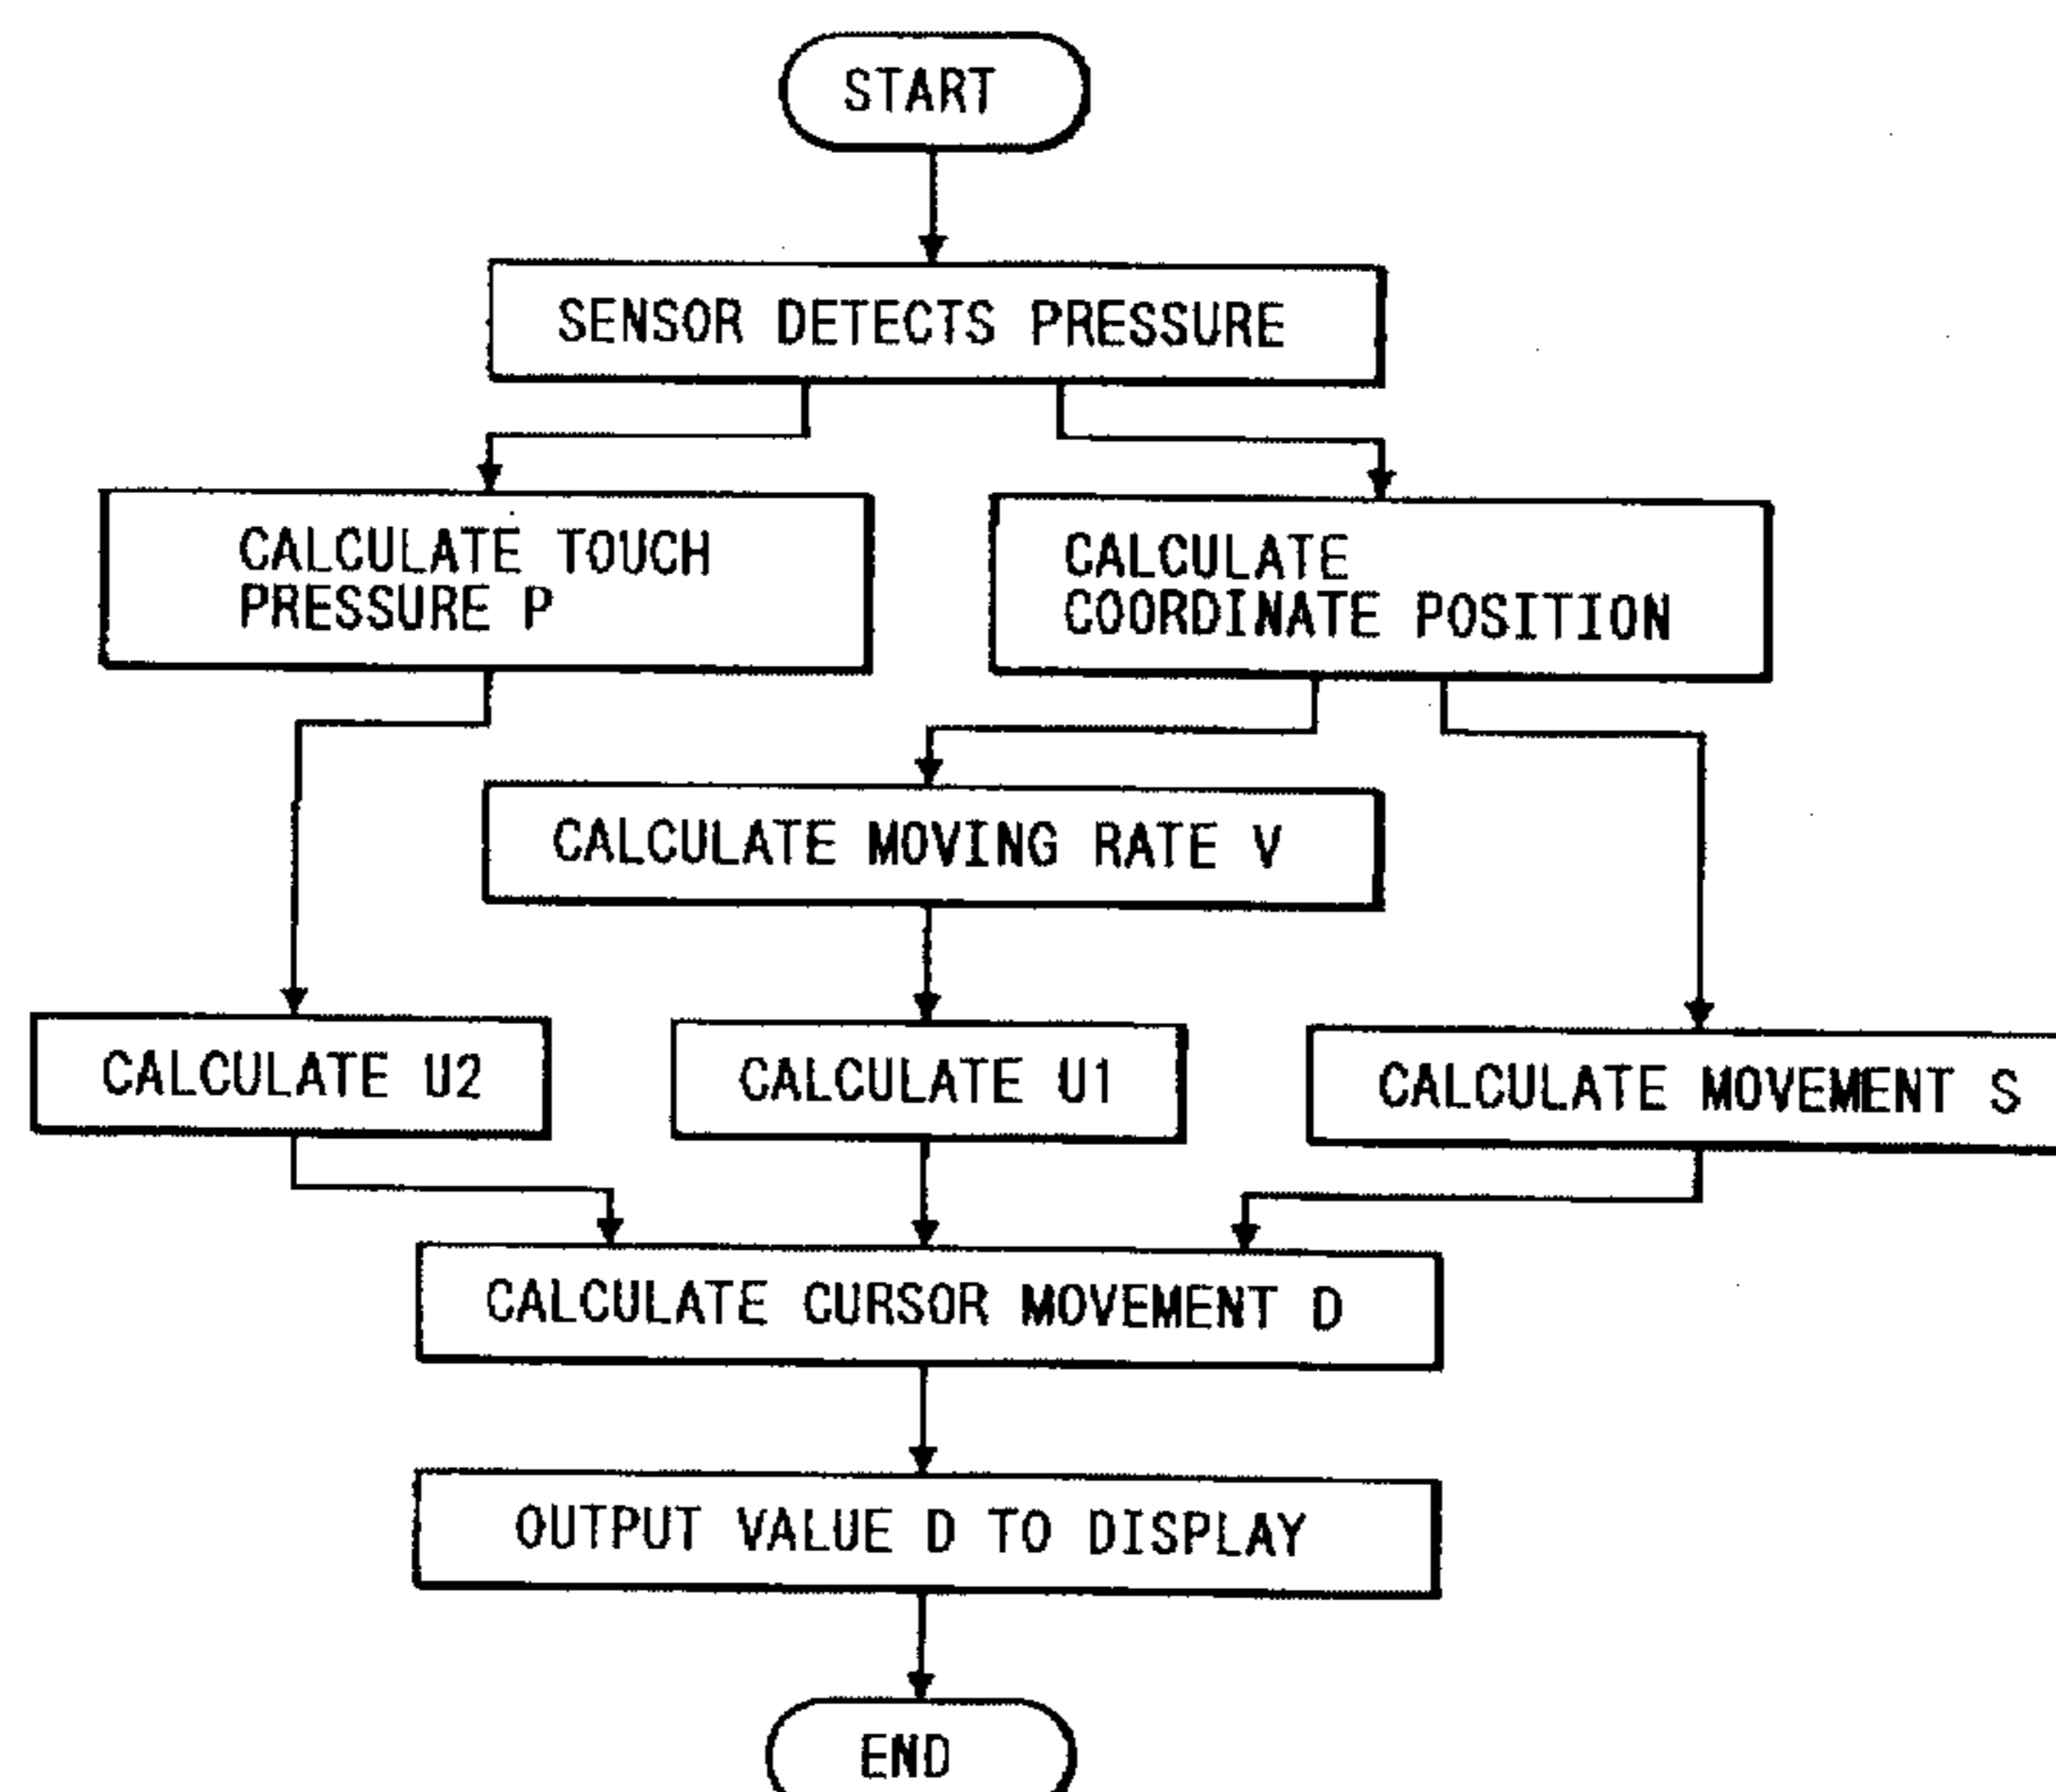 START
SENSOR DETECTS PRESSURE
CALCULATE TOUCH
PRESSURE P
CALCULATE
COORDINATE POSITION
CALCULATE MOVING RATE V
CALCULATE U2
CALCULATE U1
CALCULATE MOVEMENT S
CALCULATE CURSOR MOVEMENT D
OUTPUT VALUE D TO DISPLAY
END